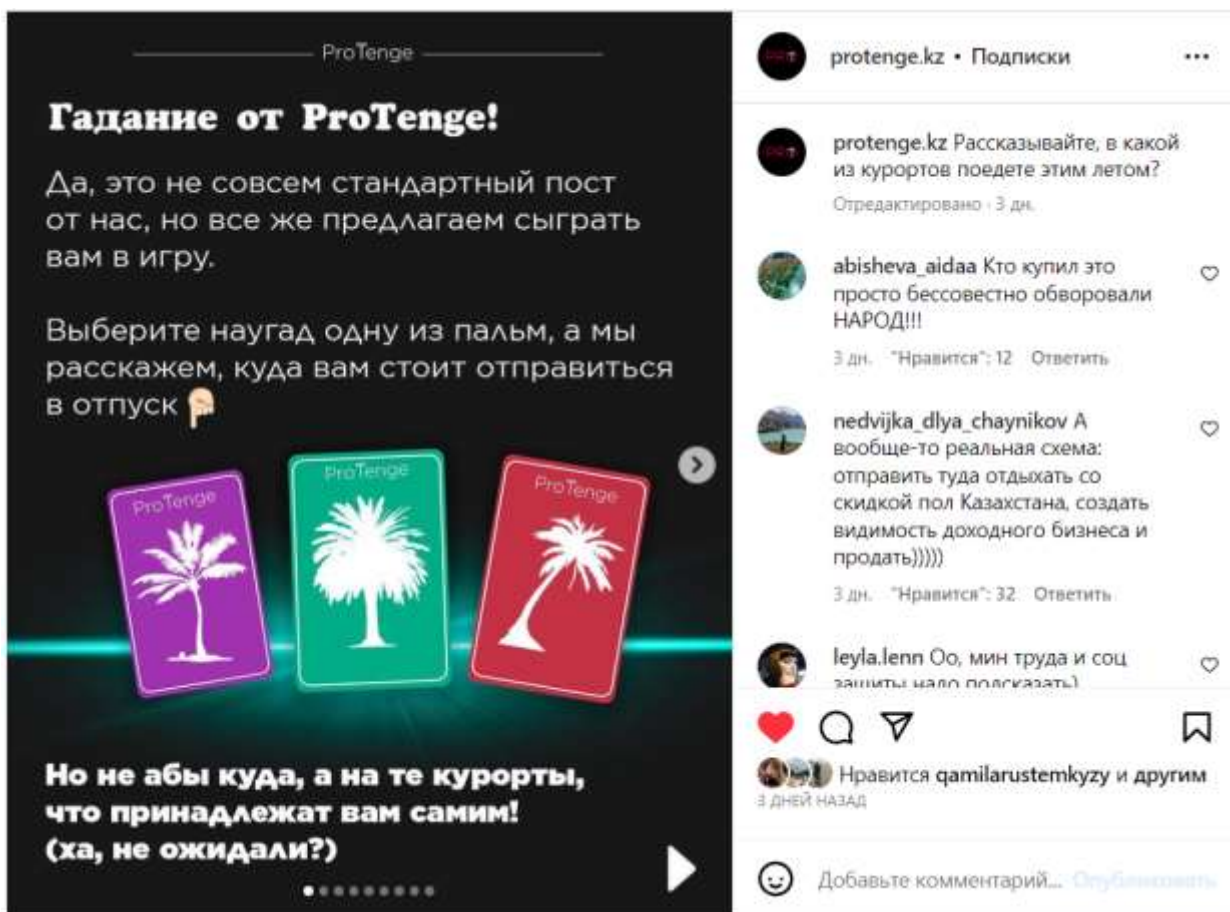 ProTenge
Гадание от ProTenge!
Да, это не совсем стандартный пост
от нас, но все же предлагаем сыграть
вам в игру.
Выберите наугад одну из пальм, а мы
расскажем, куда вам стоит отправиться
в отпуск
ProTenge
ProTenge
ProTenge
Но не абы куда, а на те курорты,
что принадлежат вам самим!
(ха, не ожидали?)
protenge.kz • Подписки
protenge.kz Рассказывайте, в какой
из курортов поедете этим летом?
Отредактировано · 3 дн.
abisheva_aidaa Кто купил это
просто бессовестно обворовали
НАРОД!!!
3 дн. "Нравится": 12 Ответить
nedvijka_dlya_chaynikov А
вообще-то реальная схема:
отправить туда отдыхать со
скидкой пол Казахстана, создать
видимость доходного бизнеса и
продать)))))
3 дн. "Нравится": 32 Ответить
leyla.lenn Оо, мин труда и соц
защиты надо подсказать)
Нравится qamilarustemkyzy и другим
3 ДНЕЙ НАЗАД
Добавьте комментарий... Опубликовать